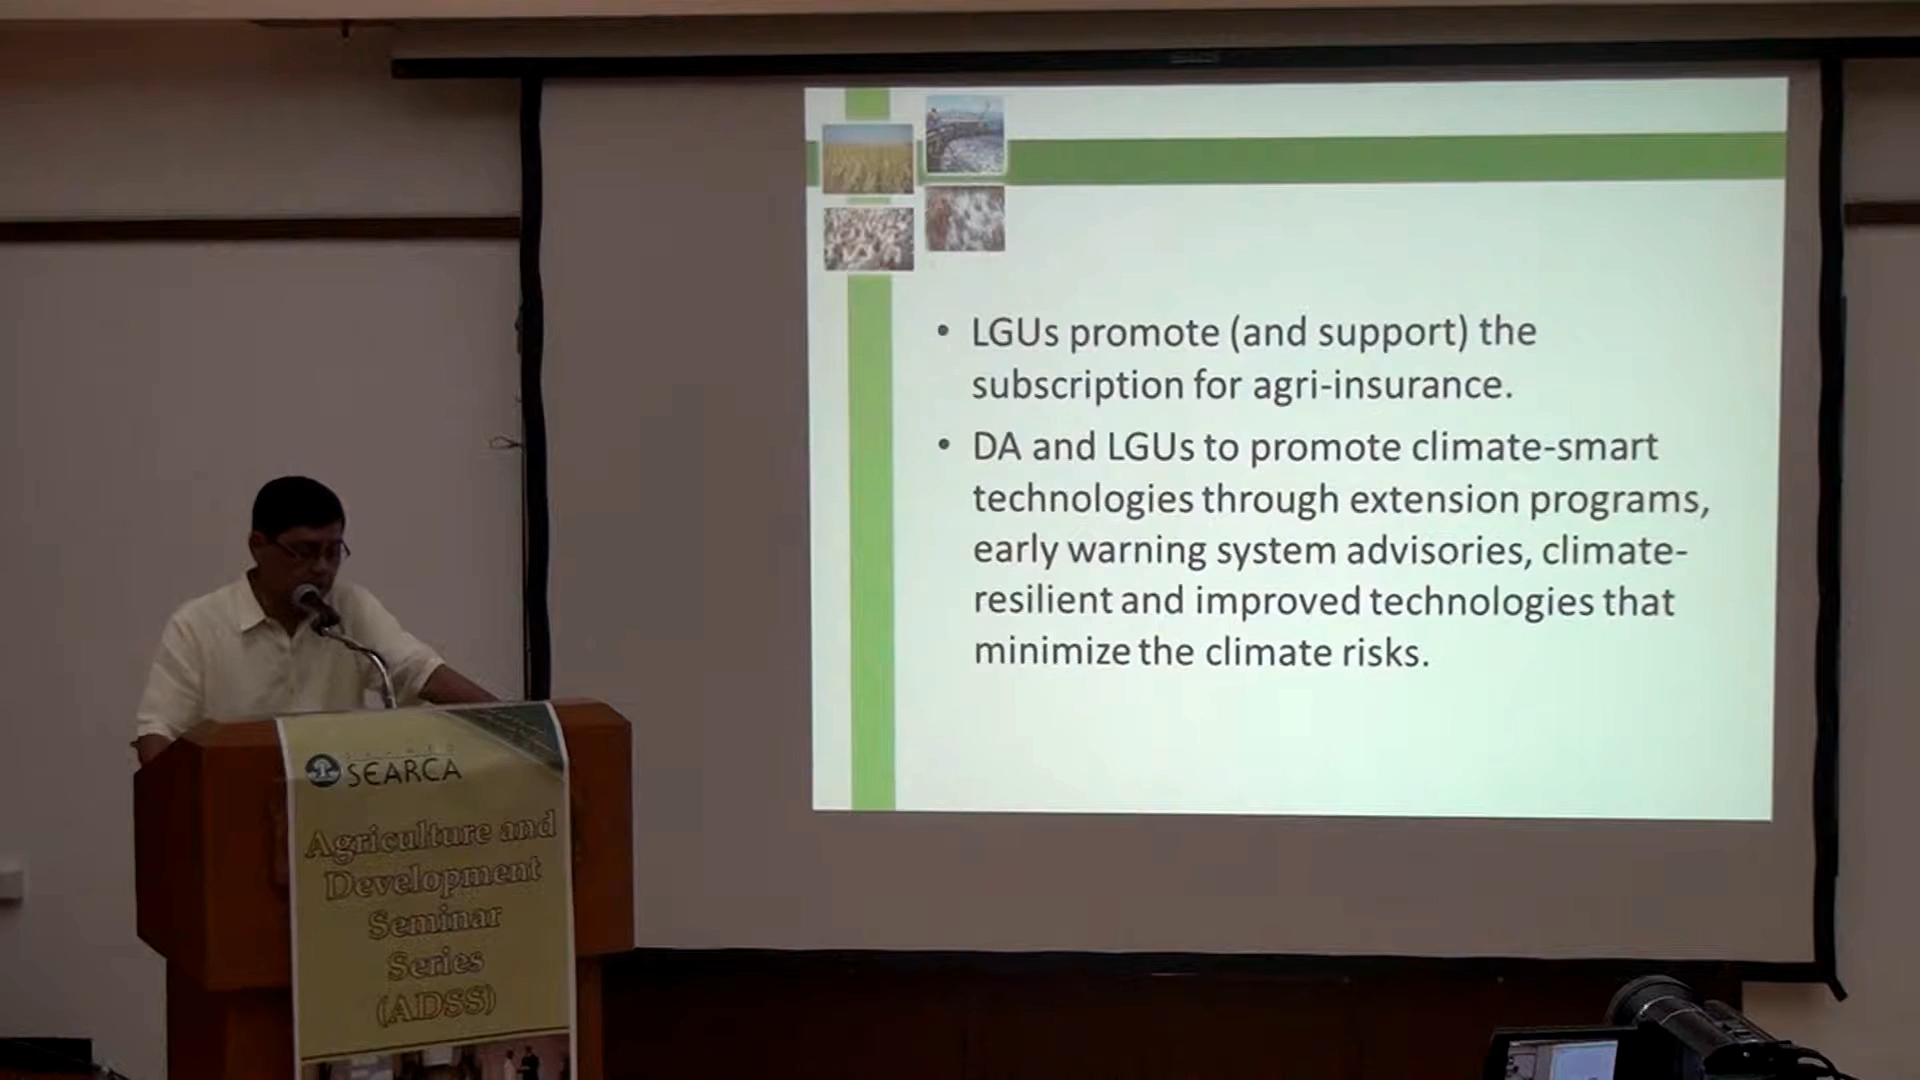 • LGUs promote (and support) the
subscription for agri-insurance.
• DA and LGUs to promote climate-smart
technologies through extension programs,
early warning system advisories, climate-
resilient and improved technologies that
minimize the climate risks.
SEARCA
Agriculture and
Development
Seminar
Series
(ADSS)